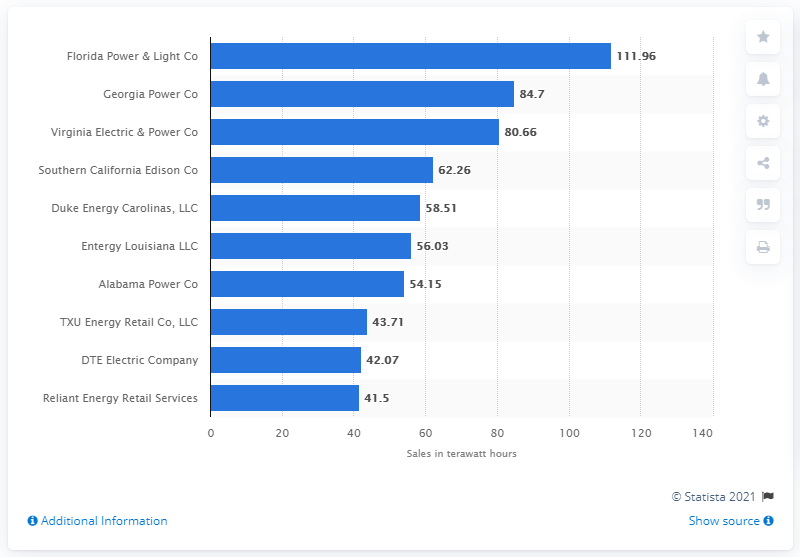 Florida Power & Light Co 111.96
Georgia Power Co 84.7
Virginia Electric & Power Co 80.66
Southern California Edison Co 62.26
Duke Energy Carolinas, LLC 58.51
Entergy Louisiana LLC 56.03
Alabama Power Co 54.15
TXU Energy Retail Co, LLC 43.71
DTE Electric Company 42.07
Reliant Energy Retail Services 41.5
0 20 40 60 80 100 120 140
Sales in terawatt hours
© Statista 2021
Additional Information Show source